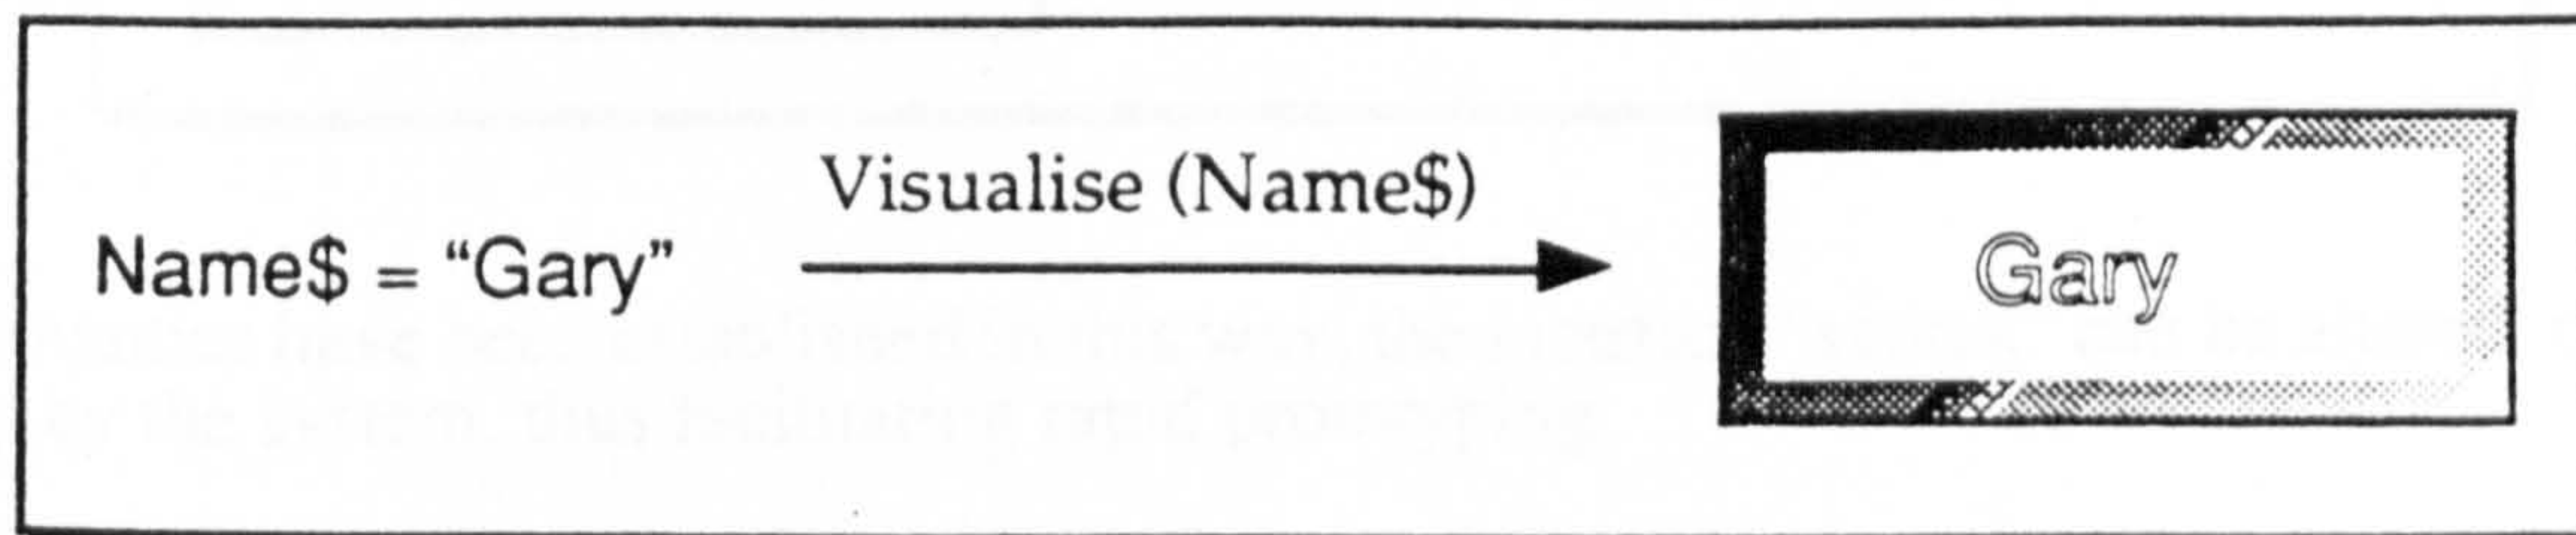 Visualise (Name$)
Name$ = “Gary”
Gary